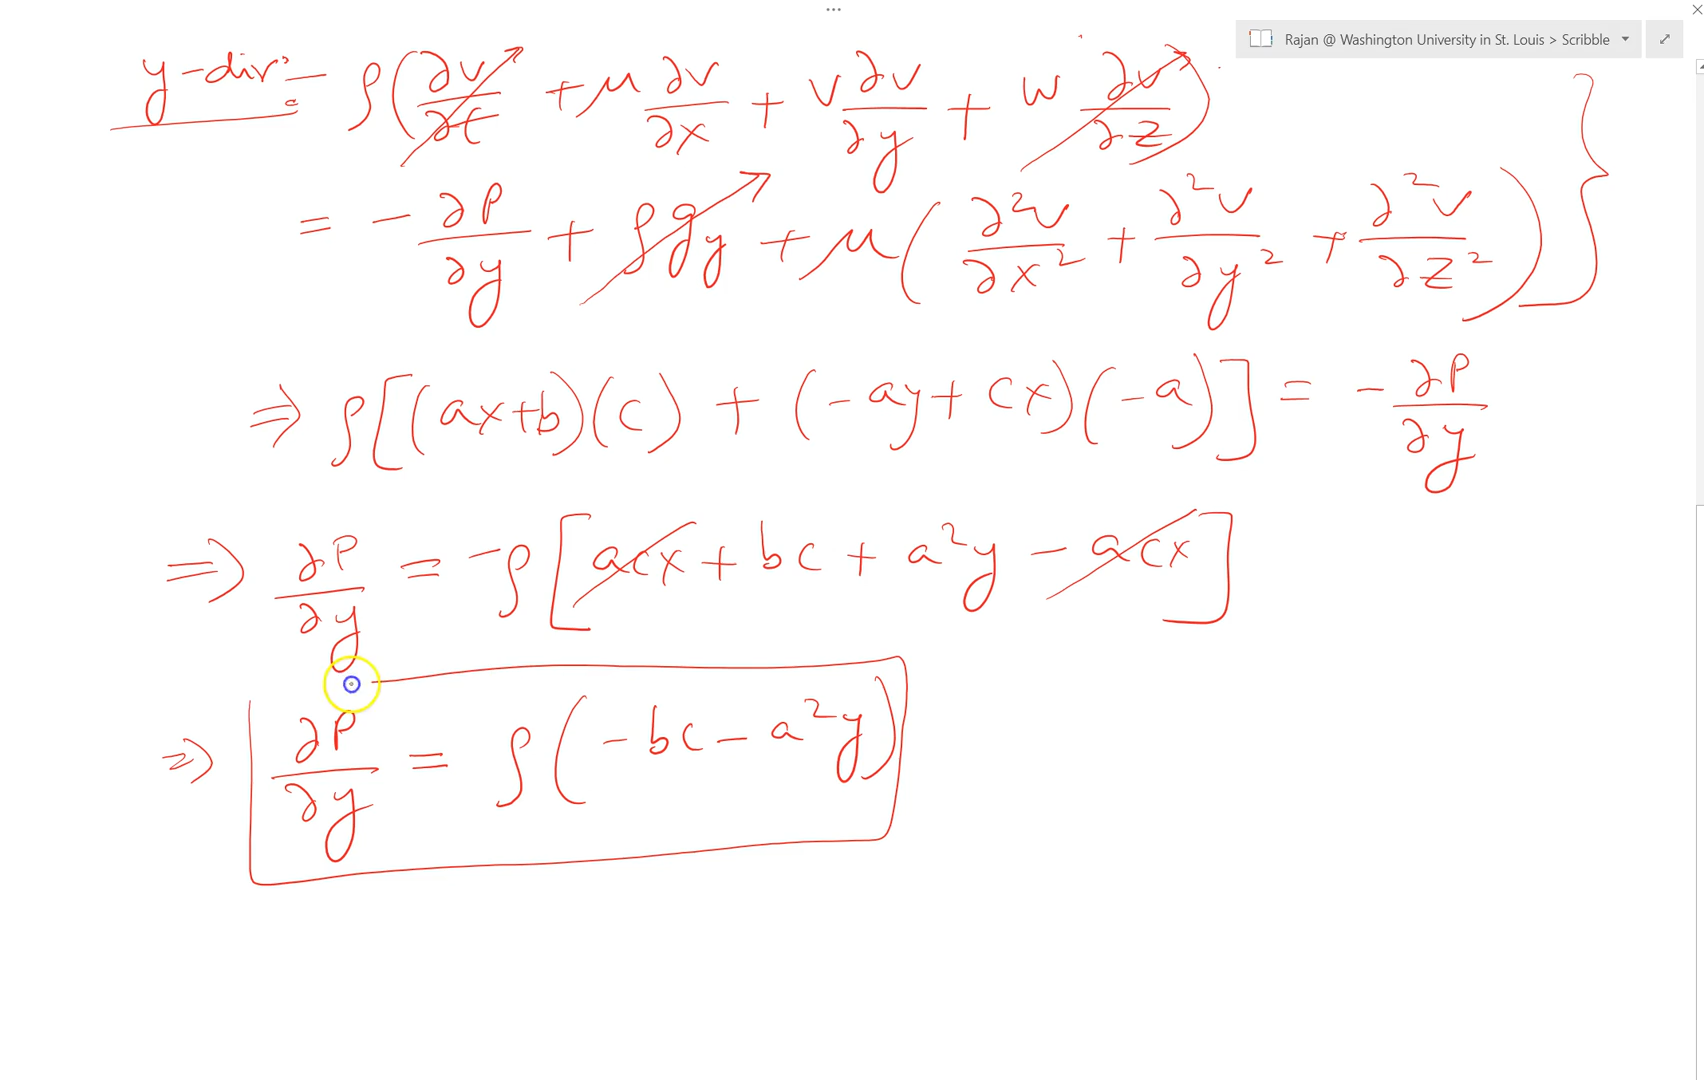 Rajan @ Washington University in St. Louis > Scribble
y-dir:- ρ(∂v/∂t + u ∂v/∂x + v ∂v/∂y + w ∂v/∂z)
= - ∂P/∂y + ρgy + μ(∂²v/∂x² + ∂²v/∂y² + ∂²v/∂z²)
⇒ ρ[(ax+b)(c) + (-ay+cx)(-a)] = - ∂P/∂y
⇒ ∂P/∂y = -ρ[acx + bc + a²y - acx]
⇒ ∂P/∂y = ρ(-bc - a²y)